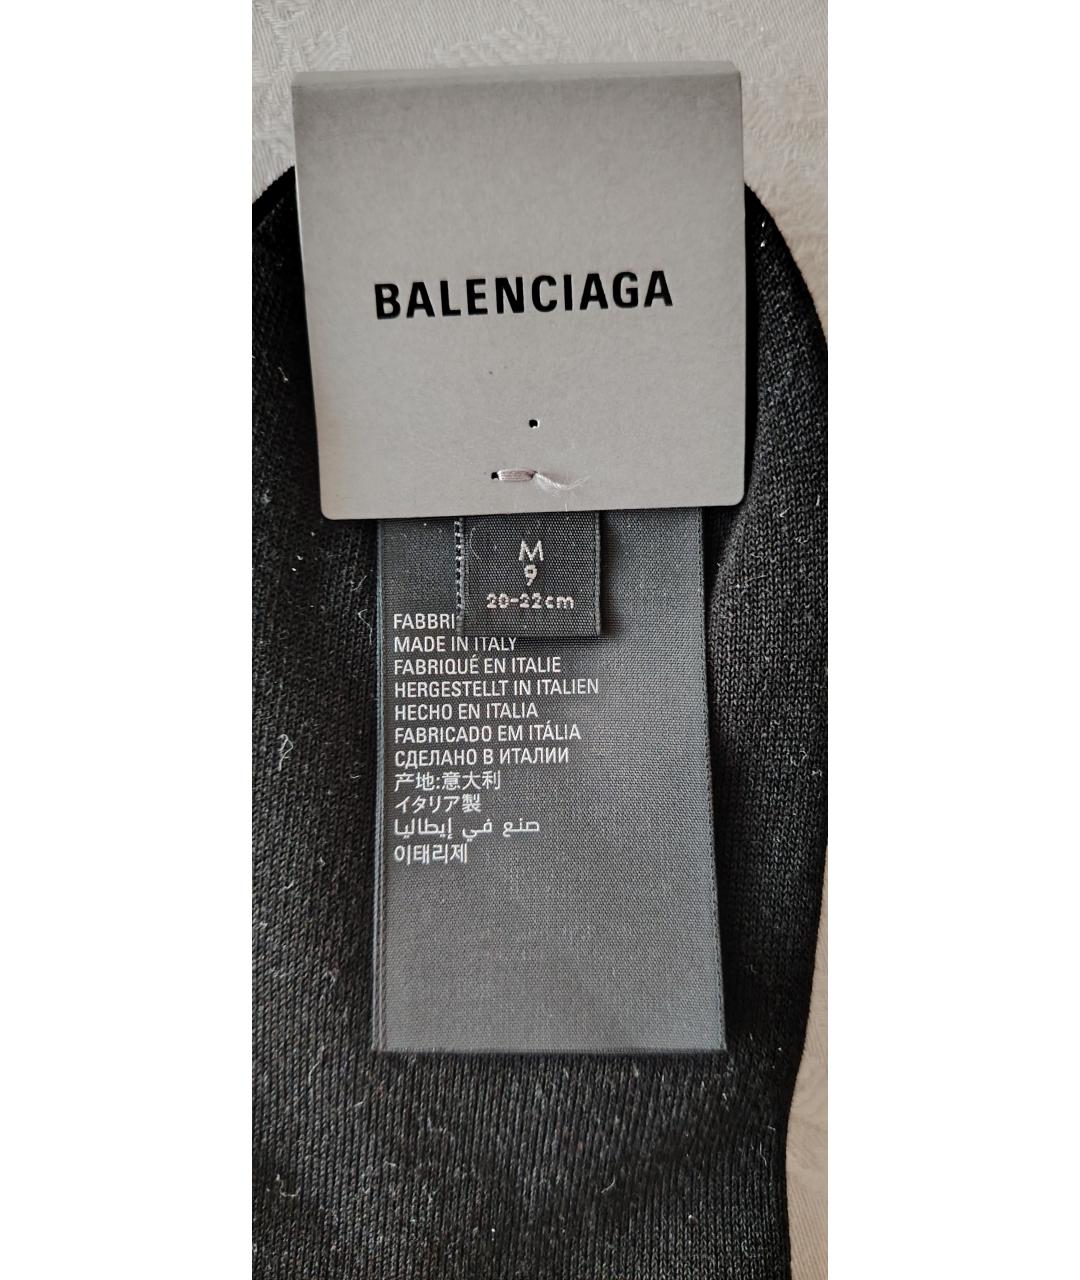 BALENCIAGA
M
9
20-22cm
FABBRI
MADE IN ITALY
FABRIQUÉ EN ITALIE
HERGESTELLT IN ITALIEN
HECHO EN ITALIA
FABRICADO EM ITÁLIA
СДЕЛАНО В ИТАЛИИ
产地:意大利
イタリア製
صنع في إيطاليا
이태리제